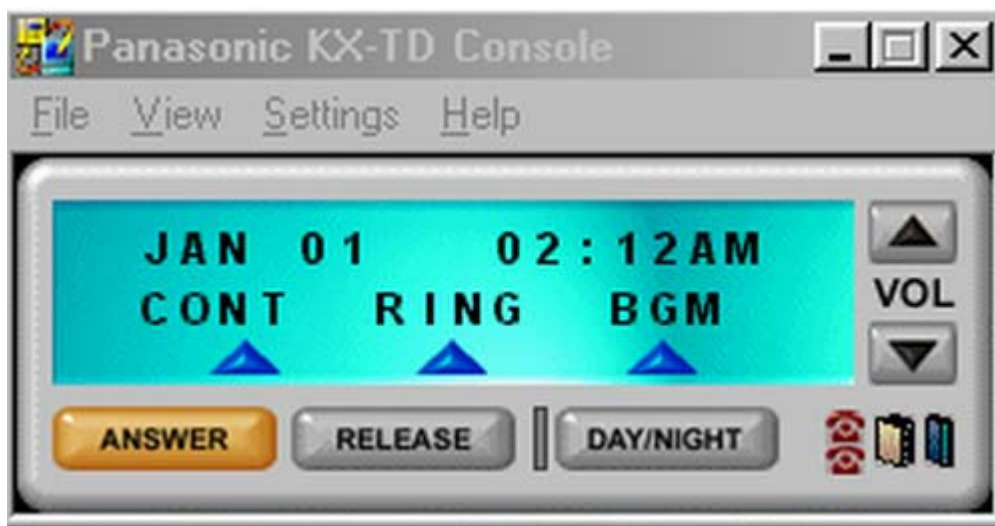 Panasonic KX-TD Console
File View Settings Help
JAN 01 02:12AM
CONT RING BGM
VOL
ANSWER RELEASE DAY/NIGHT